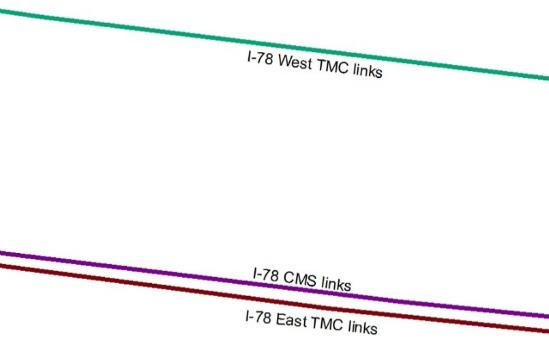 I-78 West TMC links
I-78 CMS links
I-78 East TMC links